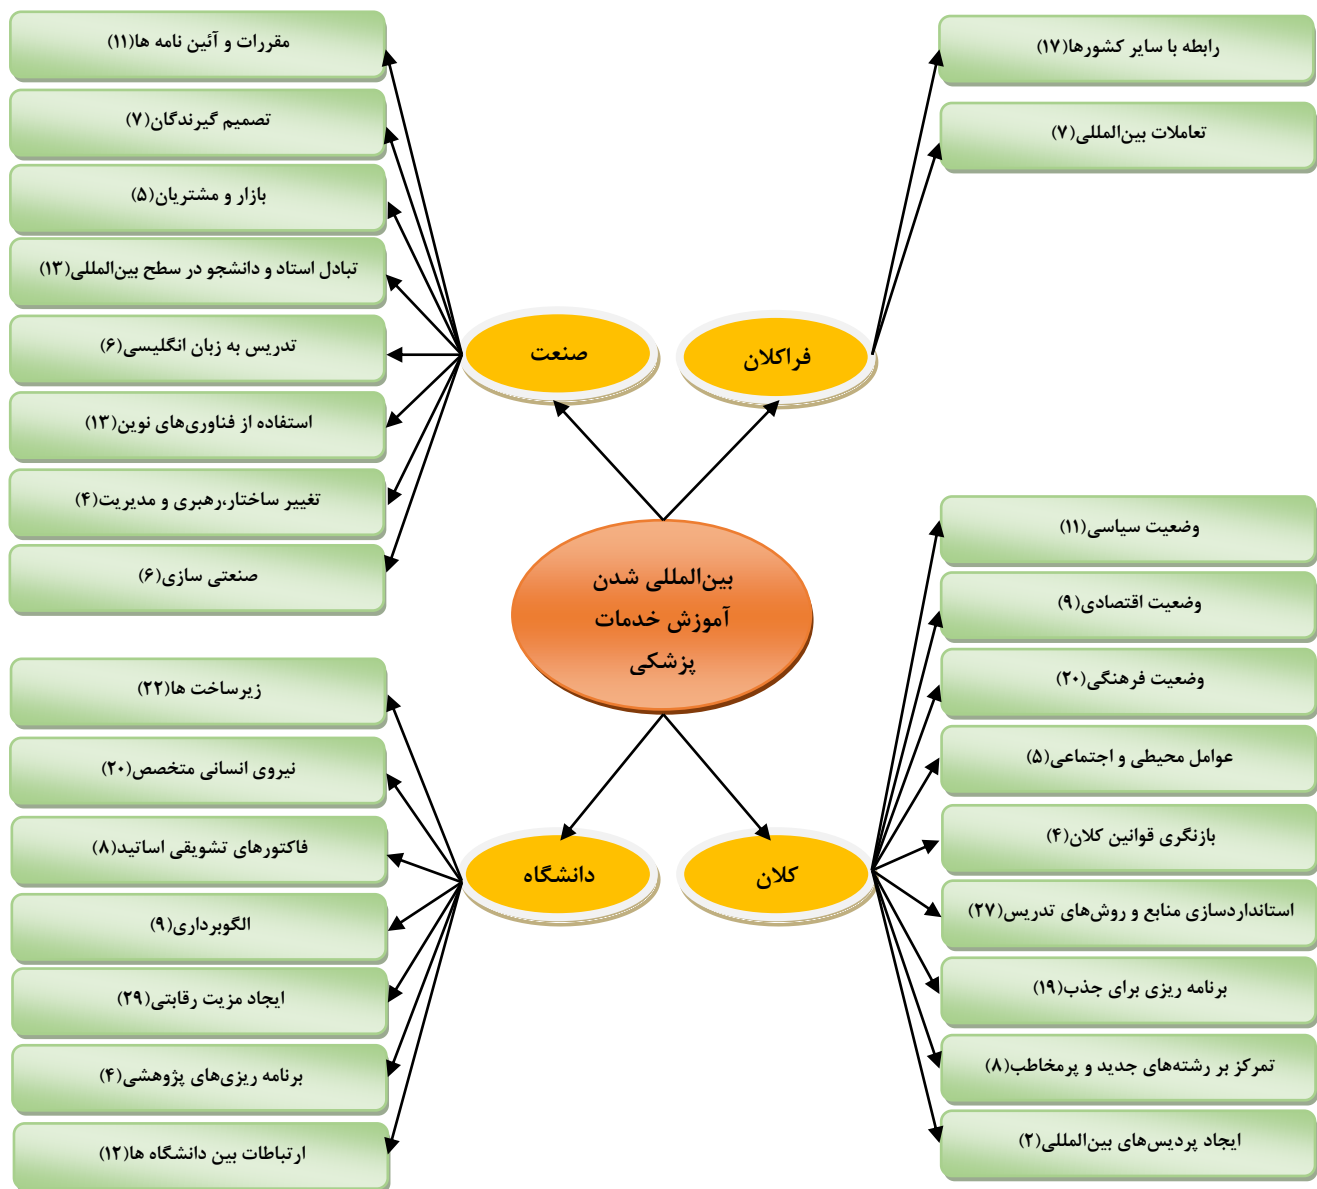 رابطه با سایر کشورها(۱۷)
تعاملات بین‌المللی(۷)
فراکلان
مقررات و آئین نامه ها(۱۱)
تصمیم گیرندگان(۷)
بازار و مشتریان(۵)
تبادل استاد و دانشجو در سطح بین‌المللی(۱۳)
تدریس به زبان انگلیسی(۶)
استفاده از فناوری‌های نوین(۱۳)
تغییر ساختار،رهبری و مدیریت(۴)
صنعتی سازی(۶)
صنعت
بین‌المللی شدن
آموزش خدمات
پزشکی
وضعیت سیاسی(۱۱)
وضعیت اقتصادی(۹)
وضعیت فرهنگی(۲۰)
عوامل محیطی و اجتماعی(۵)
بازنگری قوانین کلان(۴)
استانداردسازی منابع و روش‌های تدریس(۲۷)
برنامه ریزی برای جذب(۱۹)
تمرکز بر رشته‌های جدید و پرمخاطب(۸)
ایجاد پردیس‌های بین‌المللی(۲)
کلان
زیرساخت ها(۲۲)
نیروی انسانی متخصص(۲۰)
فاکتورهای تشویقی اساتید(۸)
الگوبرداری(۹)
ایجاد مزیت رقابتی(۲۹)
برنامه ریزی‌های پژوهشی(۴)
ارتباطات بین دانشگاه ها(۱۲)
دانشگاه